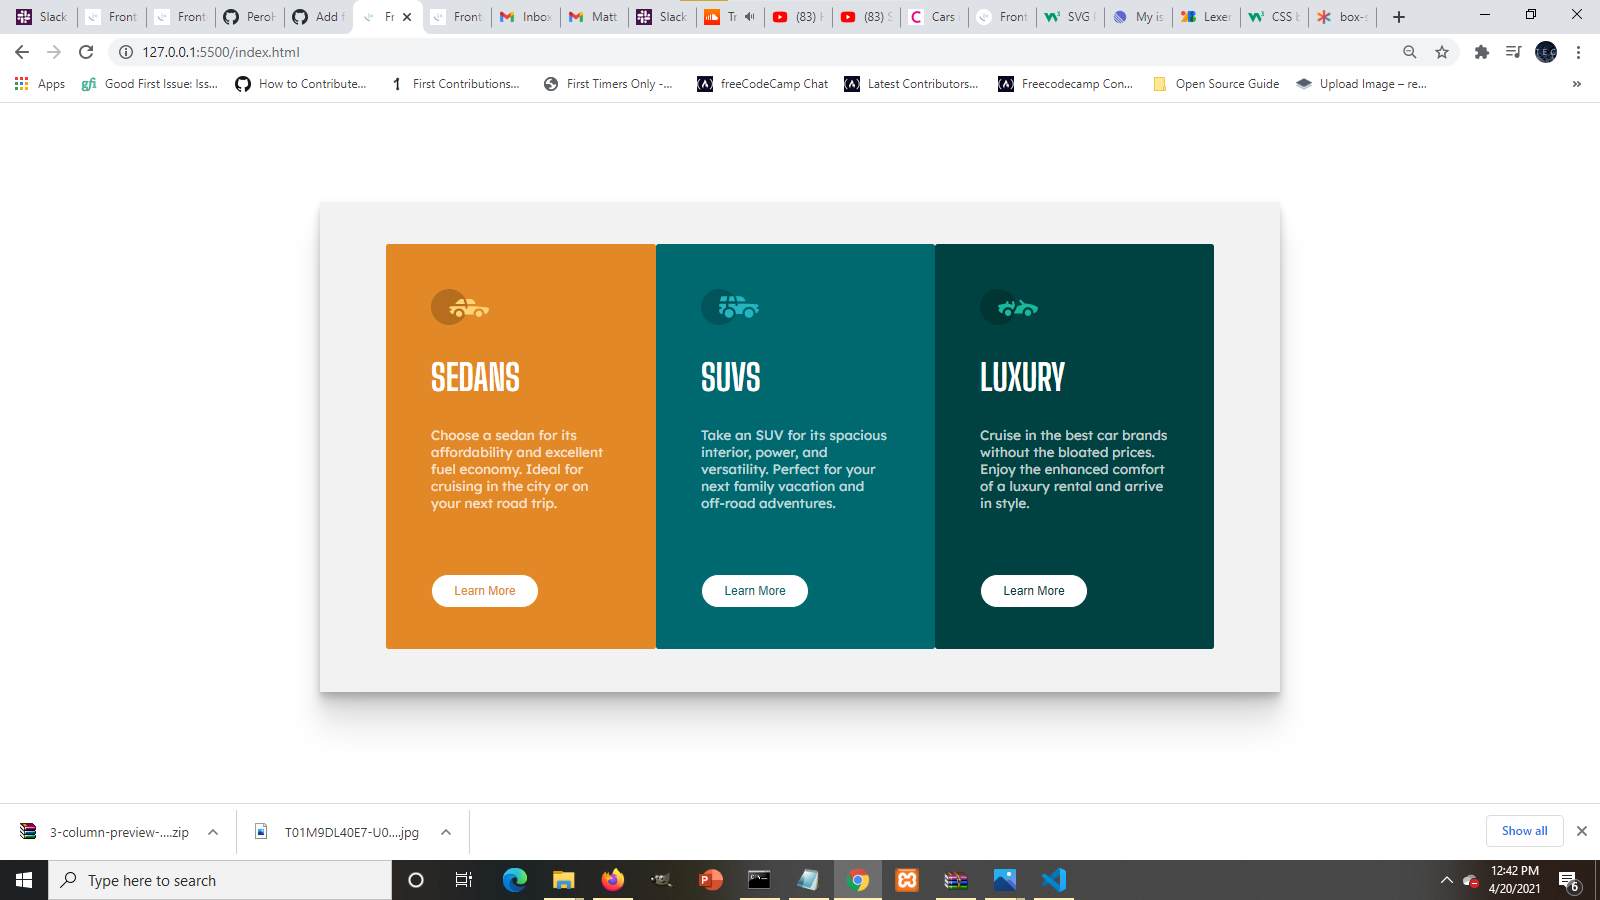 Slack Front Front PeroH Add f Fr Front Inbox Matt Slack Tr (83) (83) S Cars Front SVG My is Lexer CSS b box-s
127.0.0.1:5500/index.html
Apps gfi Good First Issue: Iss... How to Contribute... First Contributions... First Timers Only -... freeCodeCamp Chat Latest Contributors... Freecodecamp Con... Open Source Guide Upload Image – re... »
SEDANS
Choose a sedan for its
affordability and excellent
fuel economy. Ideal for
cruising in the city or on
your next road trip.
Learn More
SUVS
Take an SUV for its spacious
interior, power, and
versatility. Perfect for your
next family vacation and
off-road adventures.
Learn More
LUXURY
Cruise in the best car brands
without the bloated prices.
Enjoy the enhanced comfort
of a luxury rental and arrive
in style.
Learn More
3-column-preview-....zip T01M9DL40E7-U0....jpg Show all
Type here to search
12:42 PM
4/20/2021
6